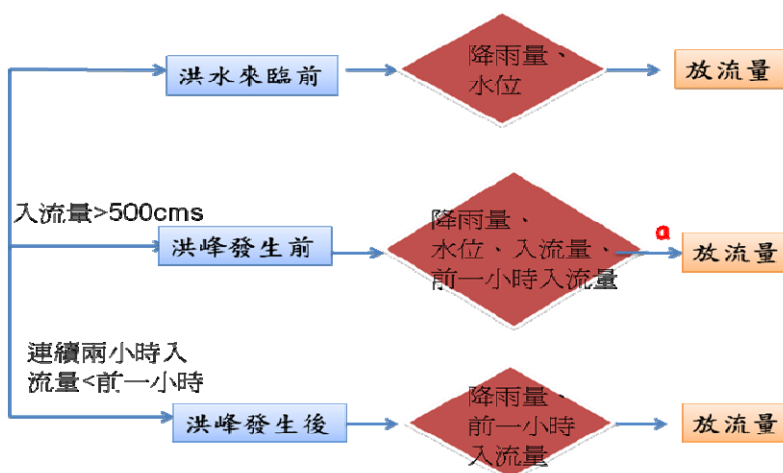 洪水來臨前
降雨量、
水位
放流量
入流量>500cms
洪峰發生前
降雨量、
水位、入流量、
前一小時入流量
α
放流量
連續兩小時入
流量<前一小時
洪峰發生後
降雨量、
前一小時
入流量
放流量